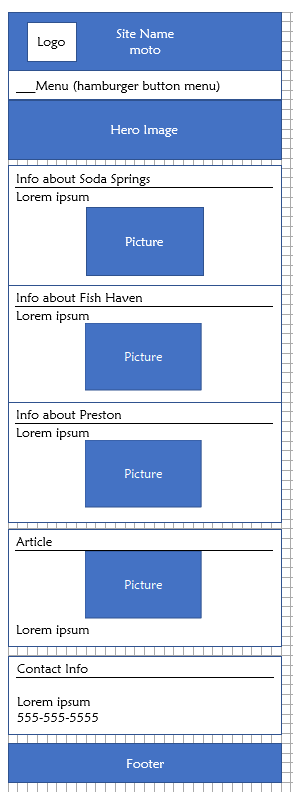 Logo
Site Name
moto
___Menu (hamburger button menu)
Hero Image
Info about Soda Springs
Lorem ipsum
Picture
Info about Fish Haven
Lorem ipsum
Picture
Info about Preston
Lorem ipsum
Picture
Article
Picture
Lorem ipsum
Contact Info
Lorem ipsum
555-555-5555
Footer